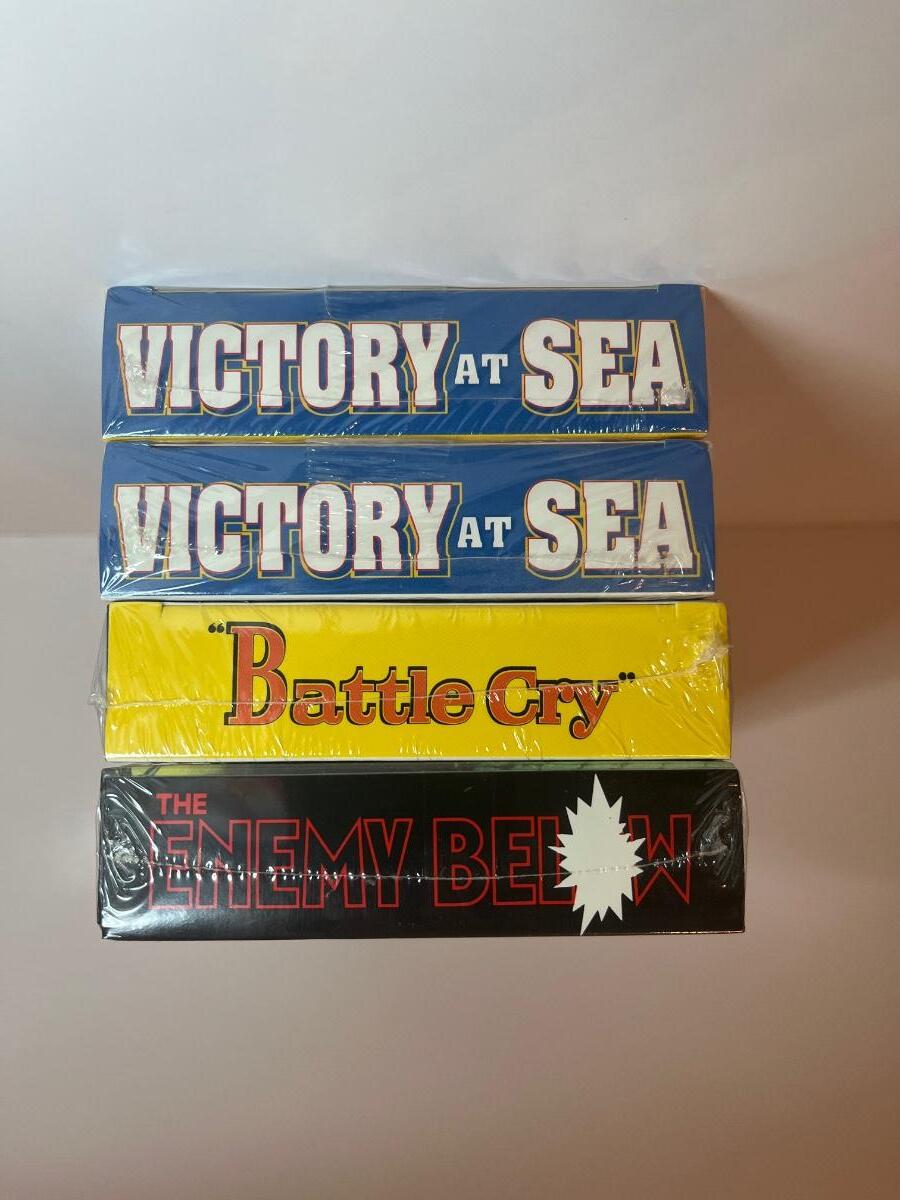 VICTORY AT SEA
VICTORY AT SEA
"Battle Cry"
THE
ENEMY BELOW